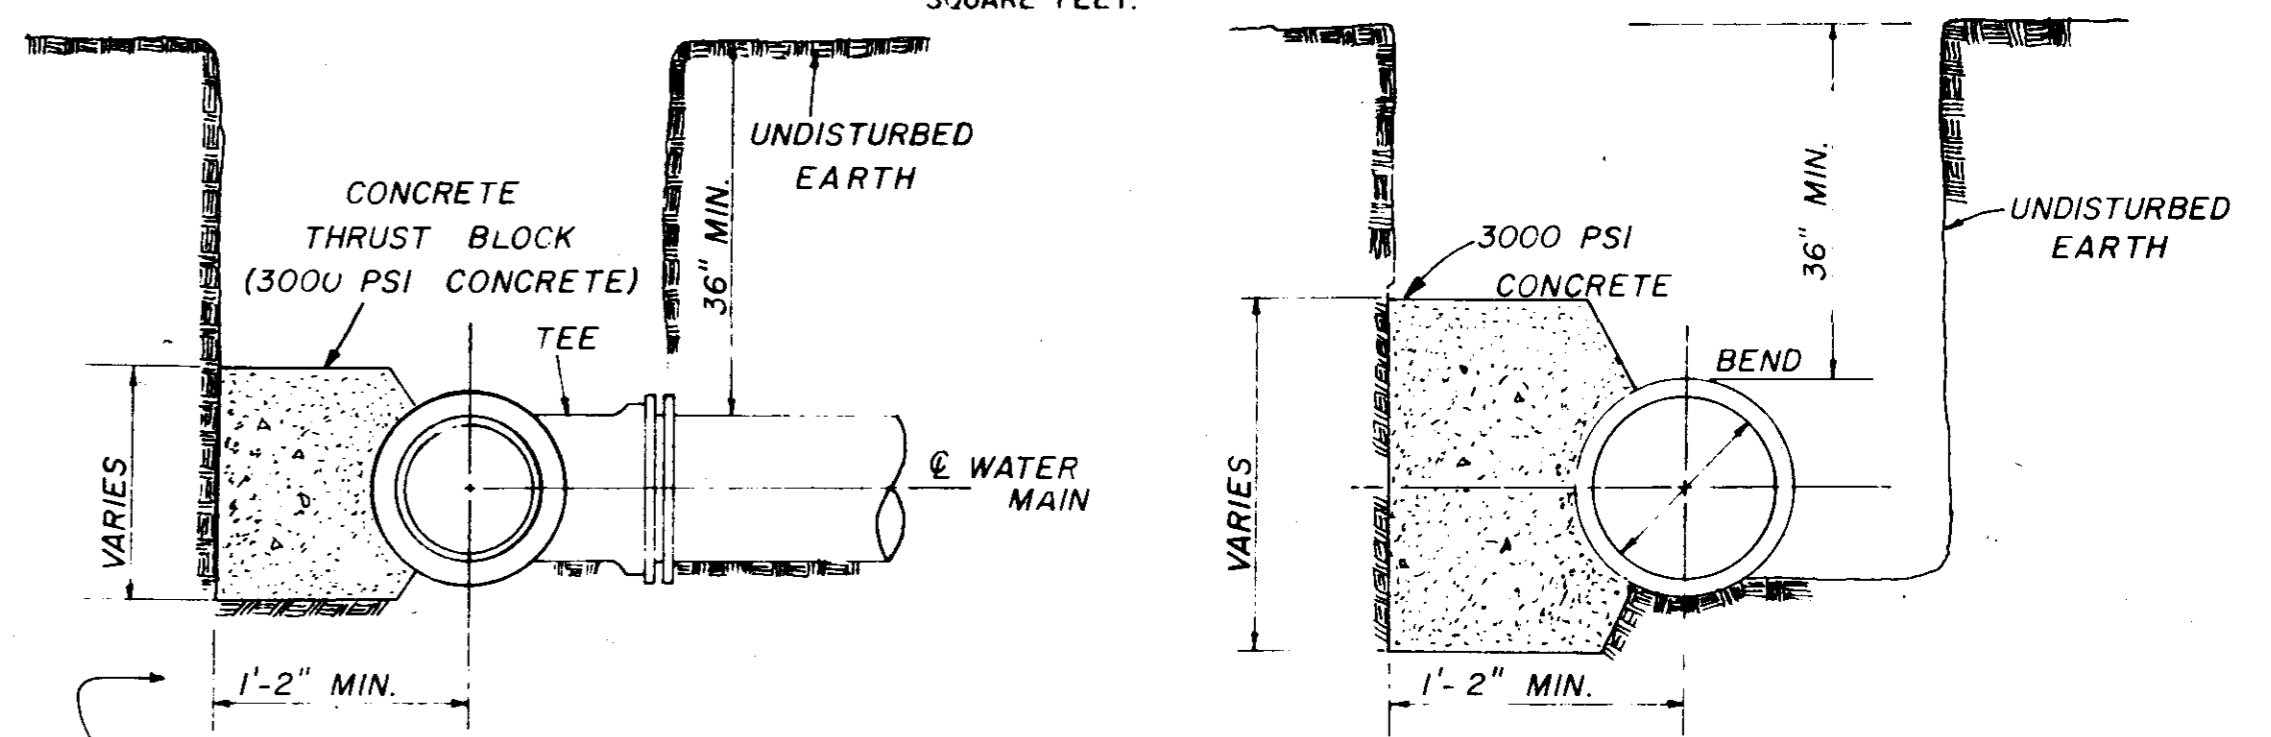 SQUARE FEET.
UNDISTURBED
EARTH
CONCRETE
THRUST BLOCK
(3000 PSI CONCRETE)
36" MIN.
TEE
VARIES
℄ WATER
MAIN
1'-2" MIN.
36" MIN.
UNDISTURBED
EARTH
3000 PSI
CONCRETE
BEND
VARIES
1'-2" MIN.